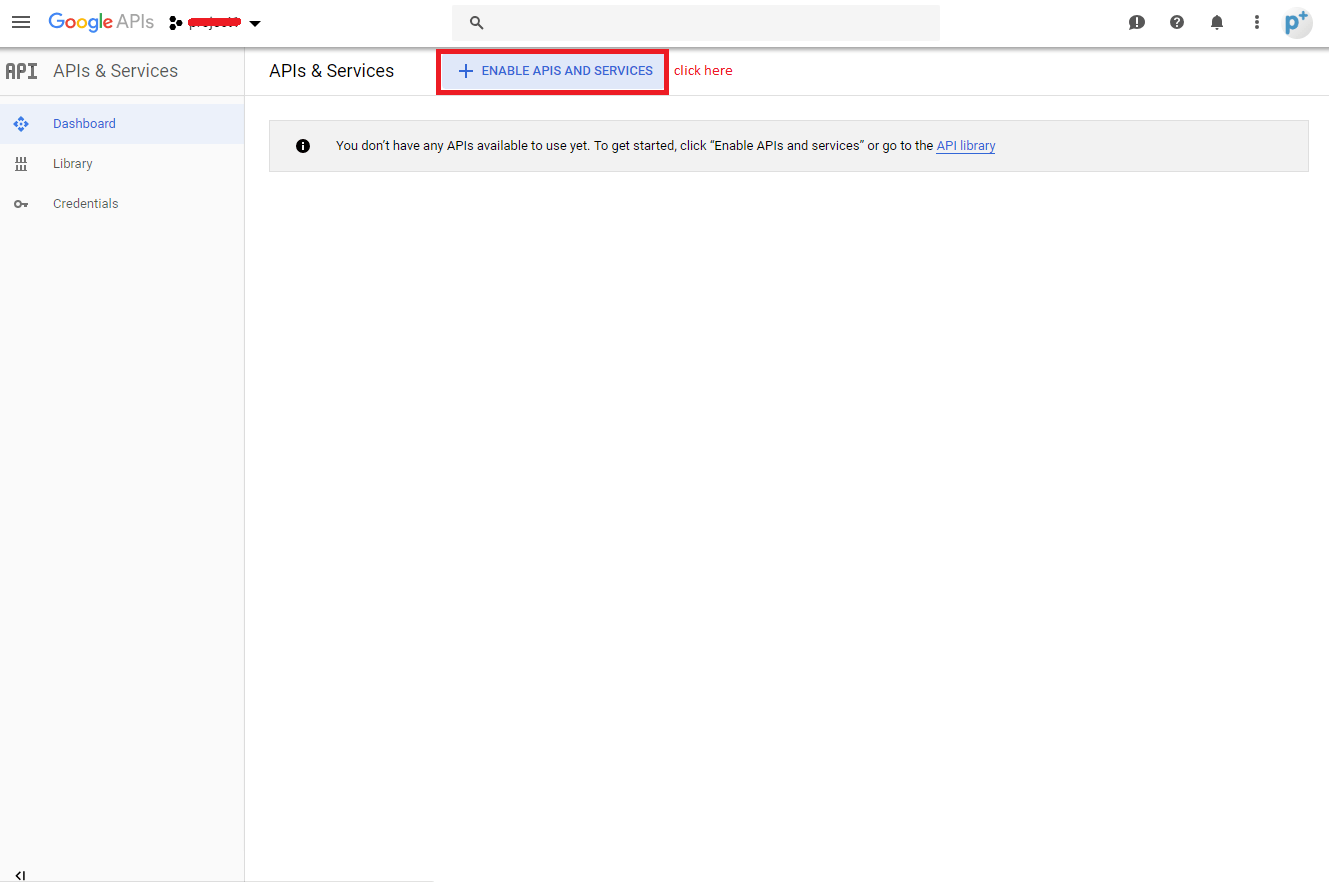 Google APIs
API APIs & Services
APIs & Services
ENABLE APIS AND SERVICES click here
Dashboard
Library
Credentials
You don’t have any APIs available to use yet. To get started, click “Enable APIs and services” or go to the API library
p+